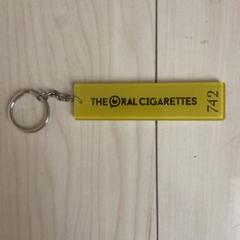 THE ORAL CIGARETTES
742